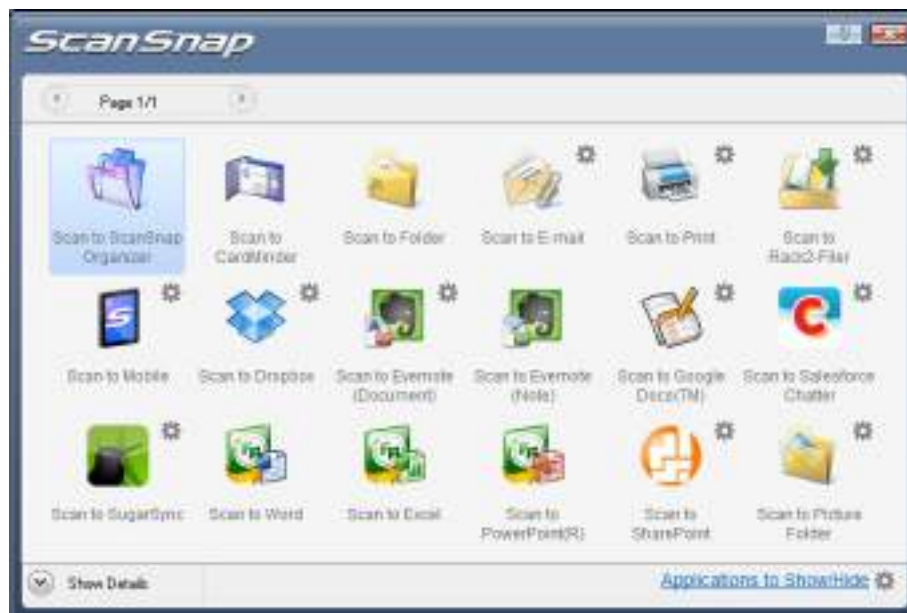 ScanSnap
Page 1/1
Scan to ScanSnap
Organizer
Scan to
CardMinder
Scan to Folder
Scan to E-mail
Scan to Print
Scan to
Rack2-Filer
Scan to Mobile
Scan to Dropbox
Scan to Evernote
(Document)
Scan to Evernote
(Note)
Scan to Google
Docs(TM)
Scan to Salesforce
Chatter
Scan to SugarSync
Scan to Word
Scan to Excel
Scan to
PowerPoint(R)
Scan to
SharePoint
Scan to Picture
Folder
Show Details
Applications to Show/Hide